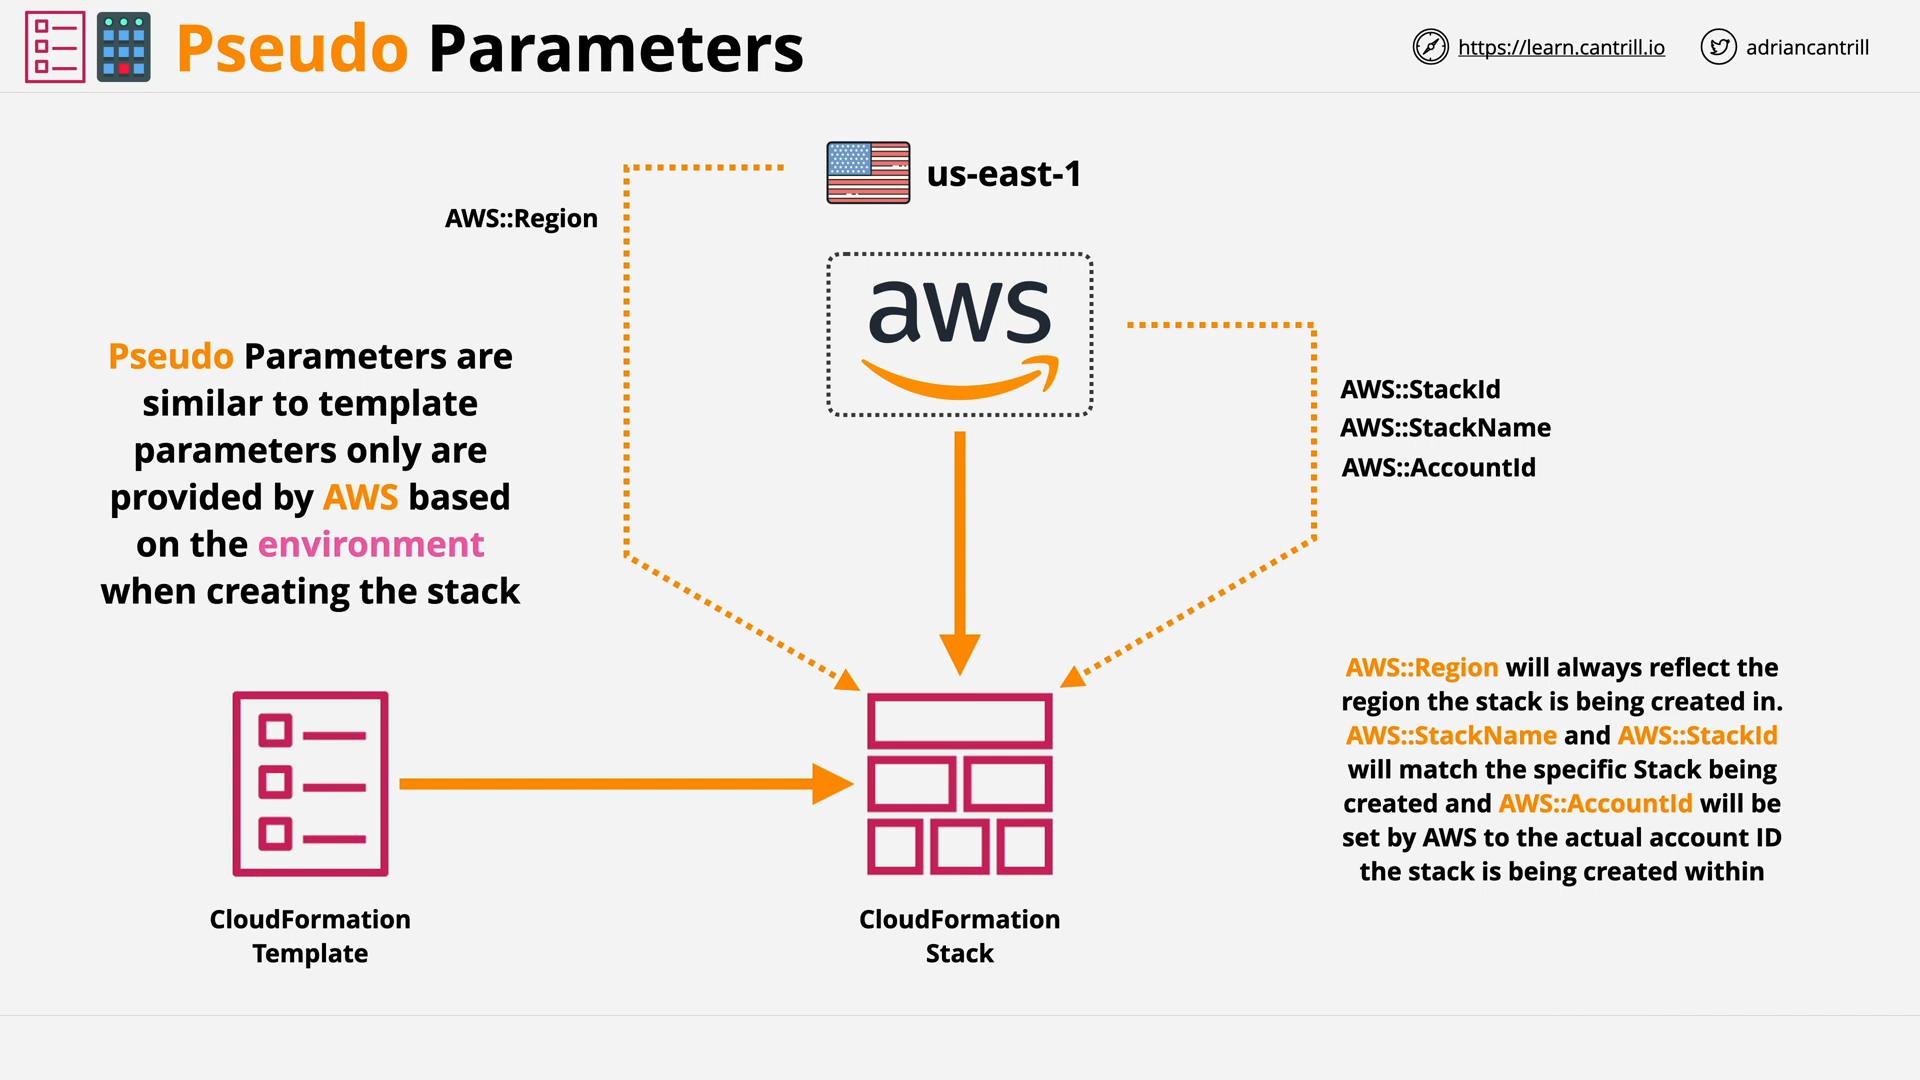 Pseudo Parameters
https://learn.cantrill.io
adriancantrill
us-east-1
AWS::Region
aws
AWS::StackId
AWS::StackName
AWS::AccountId
Pseudo Parameters are
similar to template
parameters only are
provided by AWS based
on the environment
when creating the stack
AWS::Region will always reflect the
region the stack is being created in.
AWS::StackName and AWS::StackId
will match the specific Stack being
created and AWS::AccountId will be
set by AWS to the actual account ID
the stack is being created within
CloudFormation
Template
CloudFormation
Stack